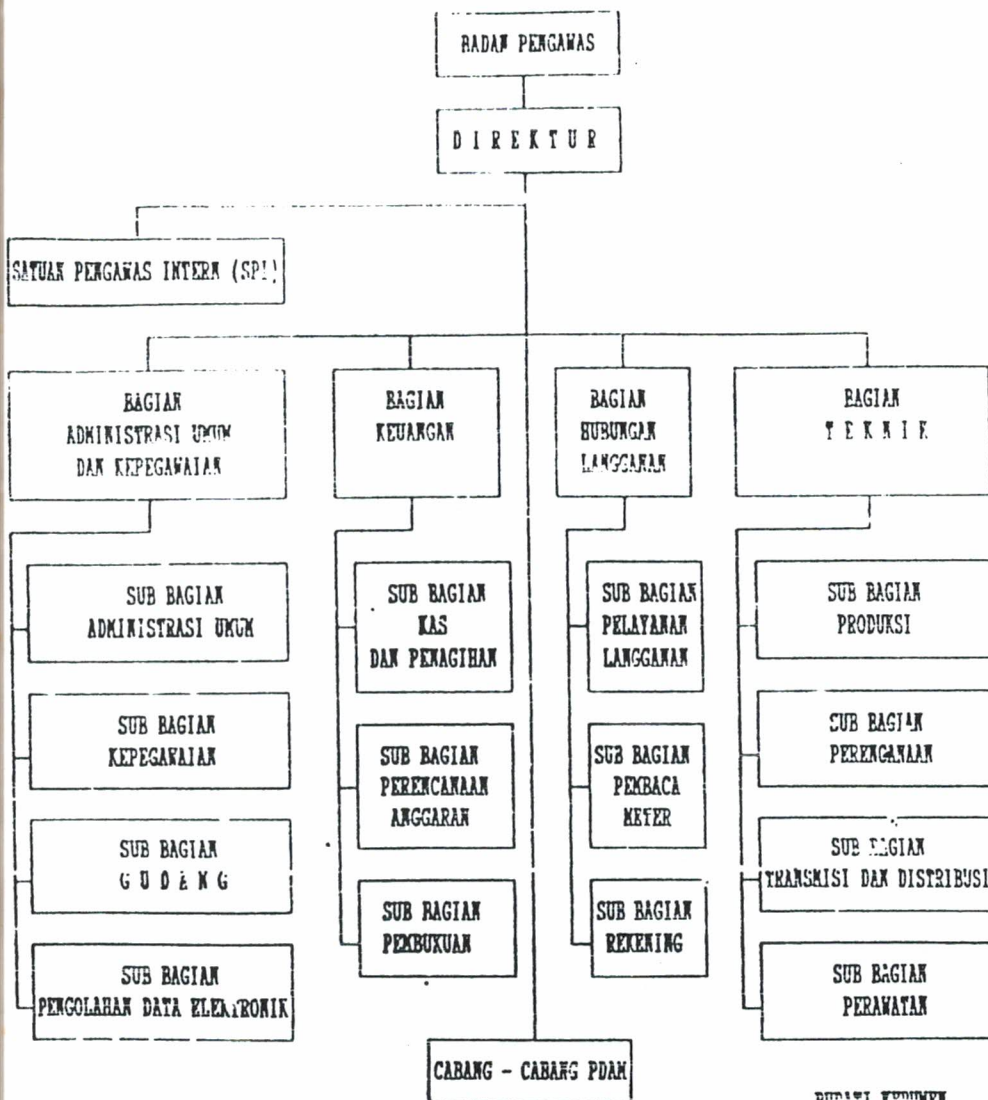 BADAN PENGAWAS
D I R E K T U R
SATUAN PENGAWAS INTERN (SPI)
BAGIAN
ADMINISTRASI UMUM
DAN KEPEGAWAIAN
BAGIAN
KEUANGAN
BAGIAN
HUBUNGAN
LANGGANAN
BAGIAN
T E K N I K
SUB BAGIAN
ADMINISTRASI UMUM
SUB BAGIAN
KEPEGAWAIAN
SUB BAGIAN
G U D A N G
SUB BAGIAN
PENGOLAHAN DATA ELEKTRONIK
SUB BAGIAN
KAS
DAN PENAGIHAN
SUB BAGIAN
PERENCANAAN
ANGGARAN
SUB BAGIAN
PEMBUKUAN
SUB BAGIAN
PELAYANAN
LANGGANAN
SUB BAGIAN
PEMBACA
METER
SUB BAGIAN
REKENING
SUB BAGIAN
PRODUKSI
SUB BAGIAN
PERENCANAAN
SUB BAGIAN
TRANSMISI DAN DISTRIBUSI
SUB BAGIAN
PERAWATAN
CABANG - CABANG PDAM
BUPATI KEBUMEN